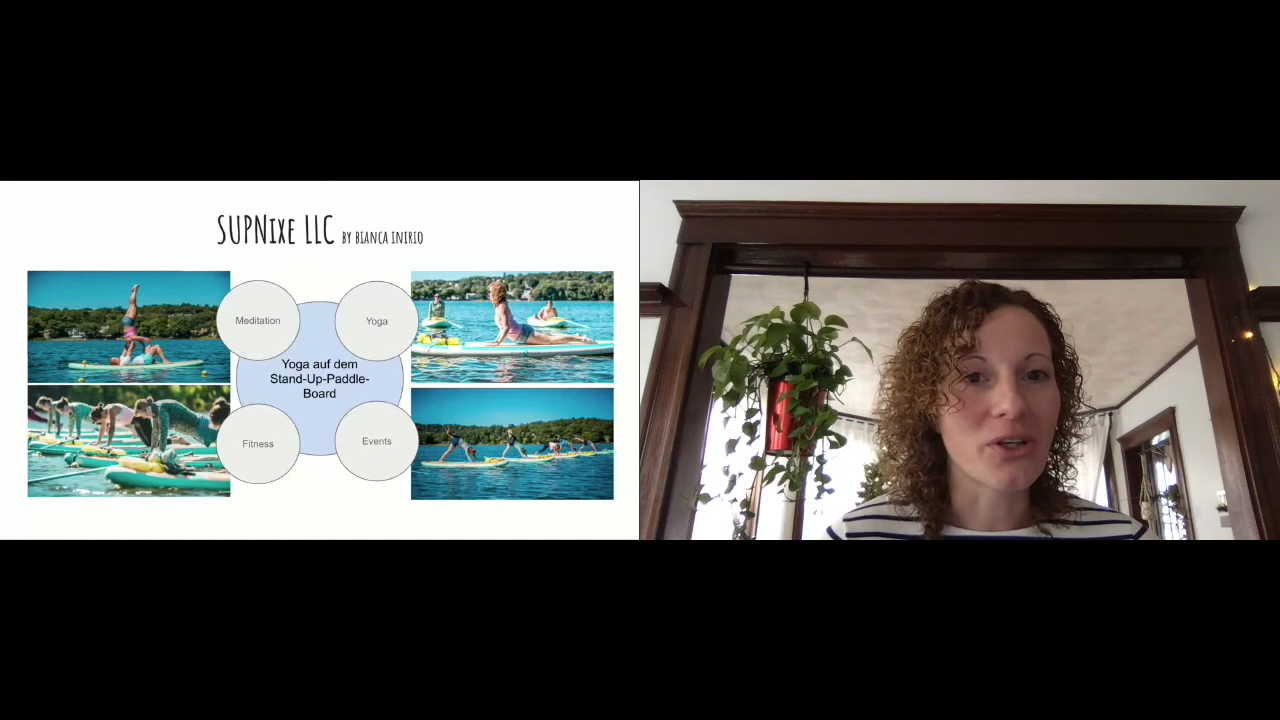 SUPNixe LLC by Bianca Inirio
Meditation
Yoga
Yoga auf dem
Stand-Up-Paddle-
Board
Fitness
Events